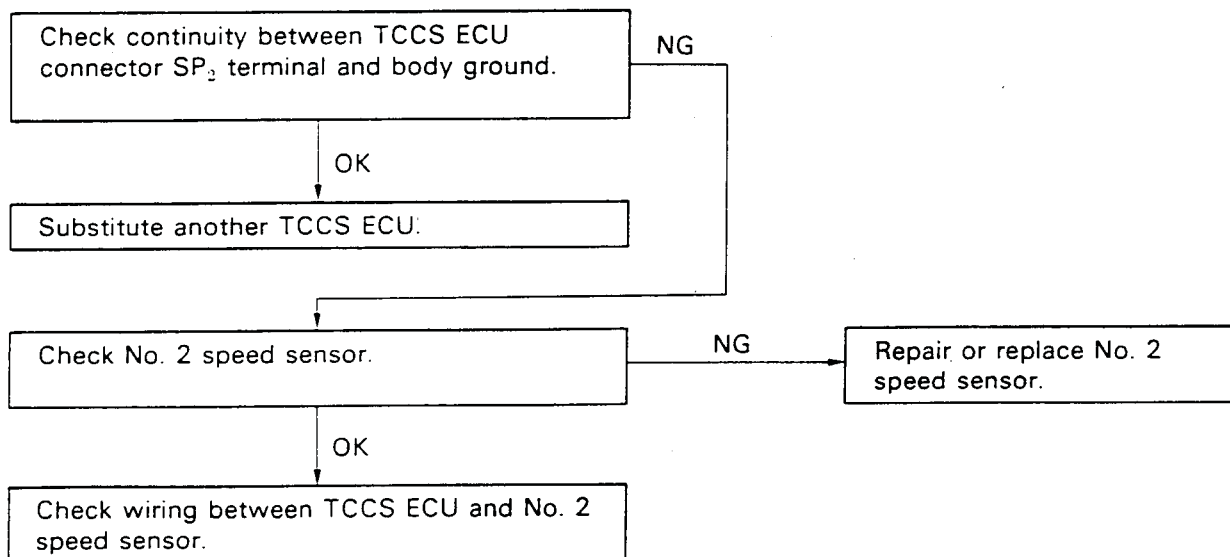 Check continuity between TCCS ECU
connector SP₂ terminal and body ground.
NG
OK
Substitute another TCCS ECU.
Check No. 2 speed sensor.
NG
Repair or replace No. 2
speed sensor.
OK
Check wiring between TCCS ECU and No. 2
speed sensor.